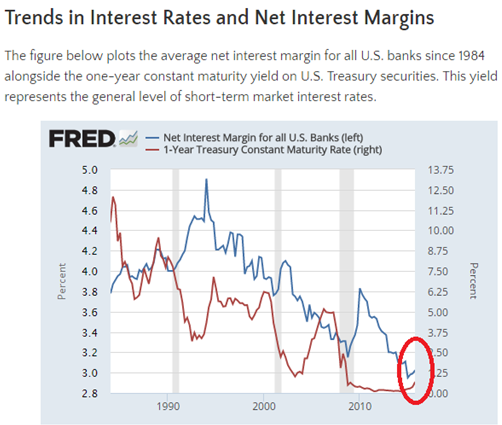 Trends in Interest Rates and Net Interest Margins
The figure below plots the average net interest margin for all U.S. banks since 1984
alongside the one-year constant maturity yield on U.S. Treasury securities. This yield
represents the general level of short-term market interest rates.
FRED
Net Interest Margin for all U.S. Banks (left)
1-Year Treasury Constant Maturity Rate (right)
5.0 13.75
4.8 12.50
4.6 11.25
4.4 10.00
4.2 8.75
4.0 7.50
3.8 6.25
3.6 5.00
3.4 3.75
3.2 .50
3.0 .25
2.8 0.00
Percent
Percent
1990 2000 2010